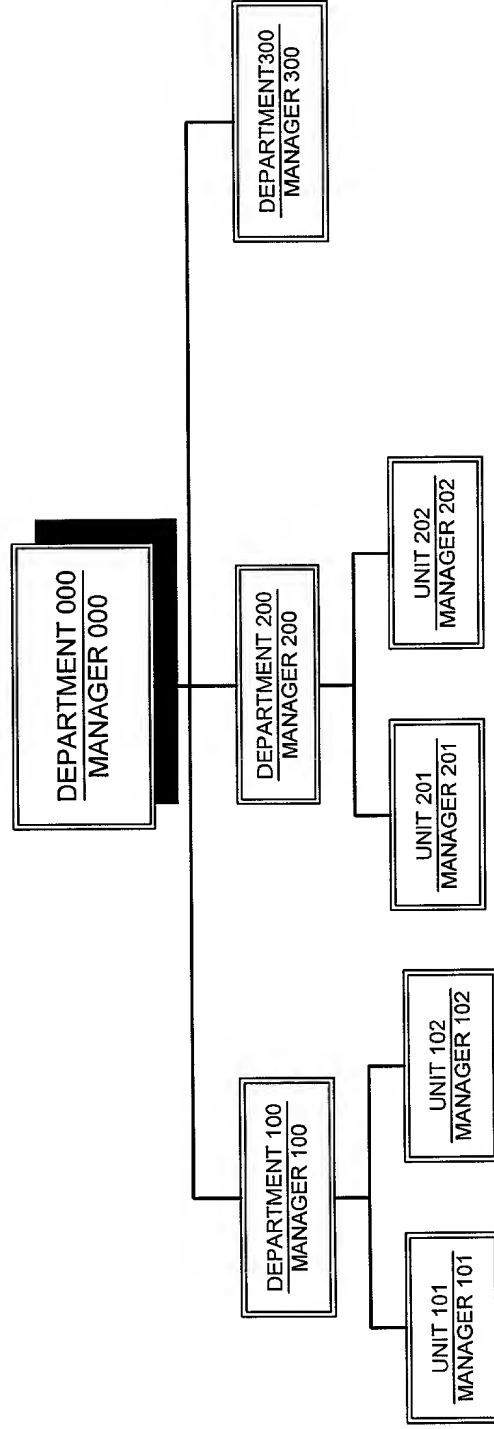 DEPARTMENT 000
MANAGER 000
DEPARTMENT 100
MANAGER 100
DEPARTMENT 200
MANAGER 200
DEPARTMENT300
MANAGER 300
UNIT 101
MANAGER 101
UNIT 102
MANAGER 102
UNIT 201
MANAGER 201
UNIT 202
MANAGER 202